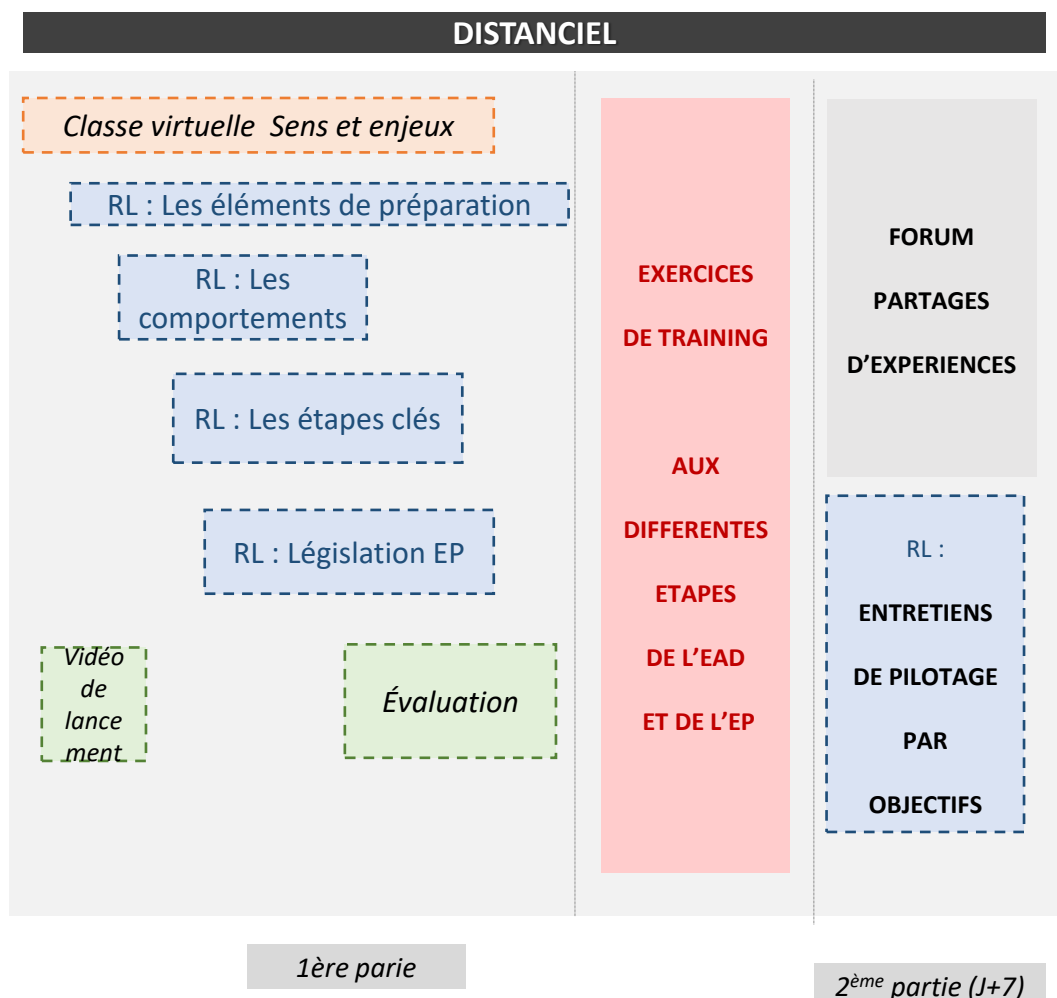 DISTANCIEL
Classe virtuelle Sens et enjeux
RL : Les éléments de préparation
RL : Les
comportements
RL : Les étapes clés
RL : Législation EP
Vidéo
de
lance
ment
Évaluation
EXERCICES
DE TRAINING
AUX
DIFFERENTES
ETAPES
DE L’EAD
ET DE L’EP
FORUM
PARTAGES
D’EXPERIENCES
RL :
ENTRETIENS
DE PILOTAGE
PAR
OBJECTIFS
1ère parie
2ème partie (J+7)